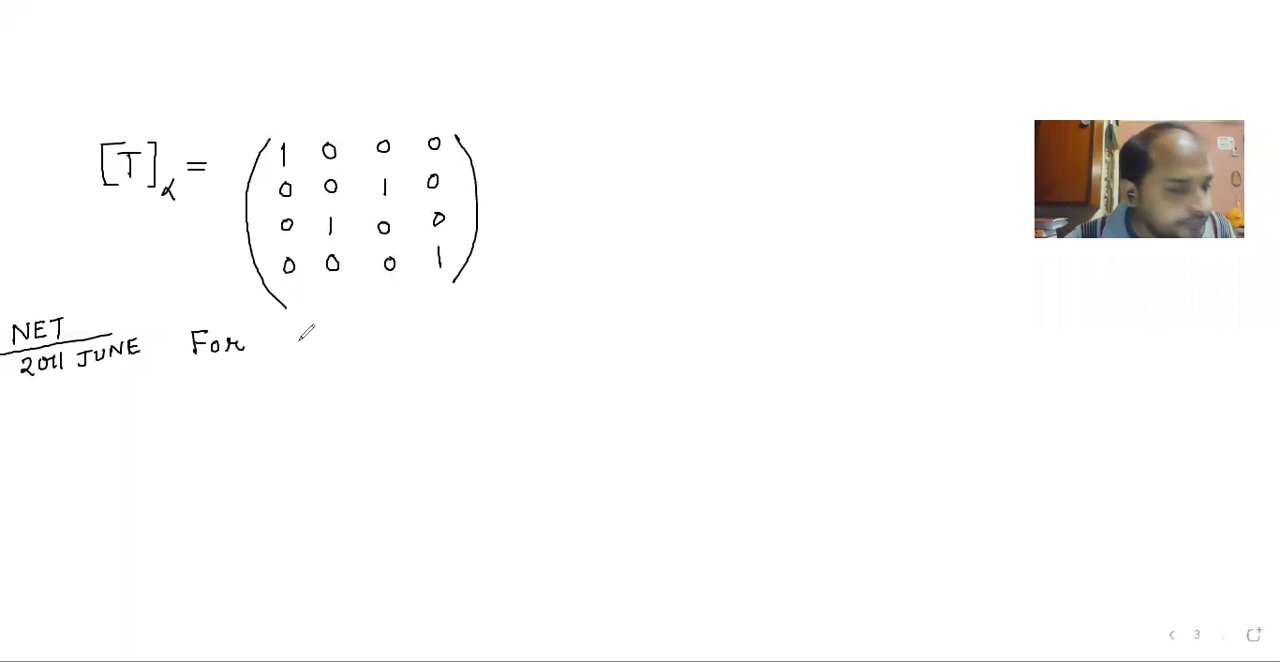 [T]α = (1 0 0 0
0 0 1 0
0 1 0 0
0 0 0 1)
NET
2011 JUNE For
3